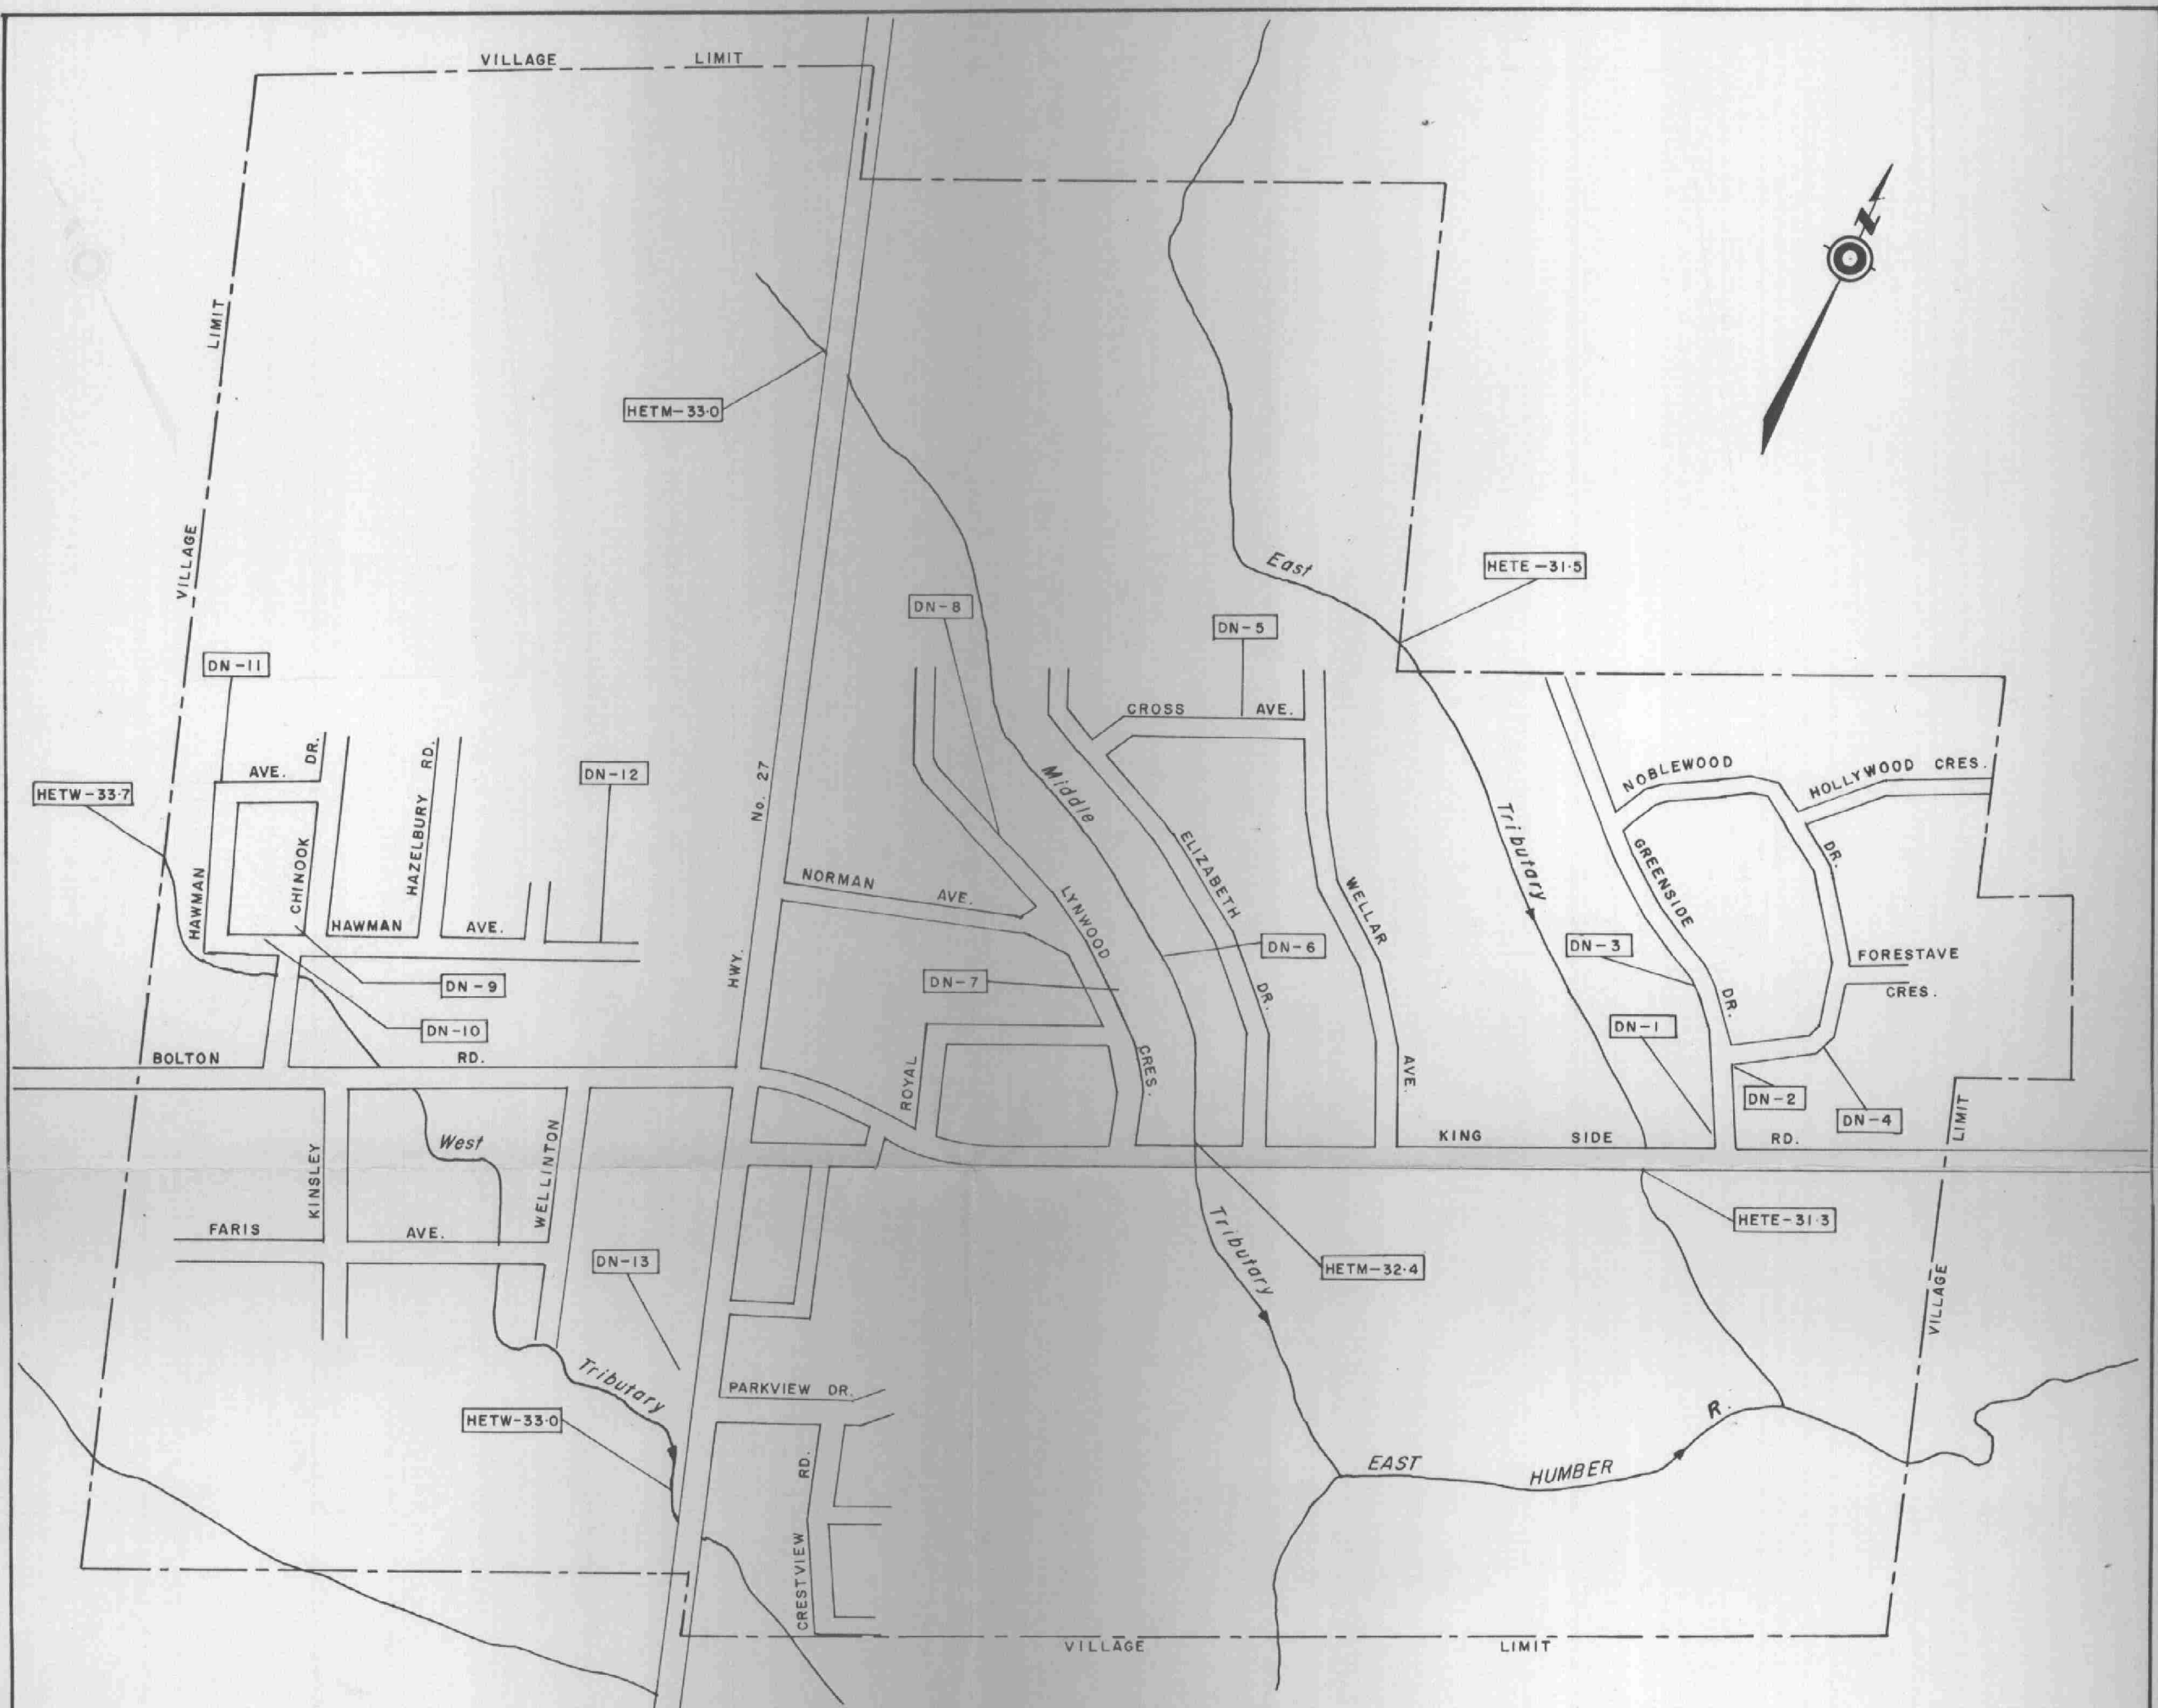 VILLAGE LIMIT
N
LIMIT
VILLAGE
HETM-33·0
East
HETE-31·5
DN-8
DN-5
DN-11
CROSS AVE.
DR.
RD.
AVE.
No. 27
DN-12
HETW-33·7
Middle
NOBLEWOOD
HOLLYWOOD CRES.
Tributary
HAZELBURY
CHINOOK
HAWMAN
ELIZABETH
DR.
GREENSIDE
DR.
NORMAN AVE.
LYNWOOD
WELLAR
HAWMAN AVE.
DN-6
DN-3
FORESTAVE
CRES.
HWY.
DN-9
DN-7
DR.
DN-10
DN-1
BOLTON RD.
ROYAL
CRES.
AVE.
DN-2
DN-4
LIMIT
KING SIDE RD.
West
KINSLEY
WELLINTON
FARIS AVE.
Tributary
HETE-31·3
DN-13
HETM-32·4
VILLAGE
Tributary
PARKVIEW DR.
HETW-33·0
R.
EAST HUMBER
RD.
CRESTVIEW
VILLAGE LIMIT